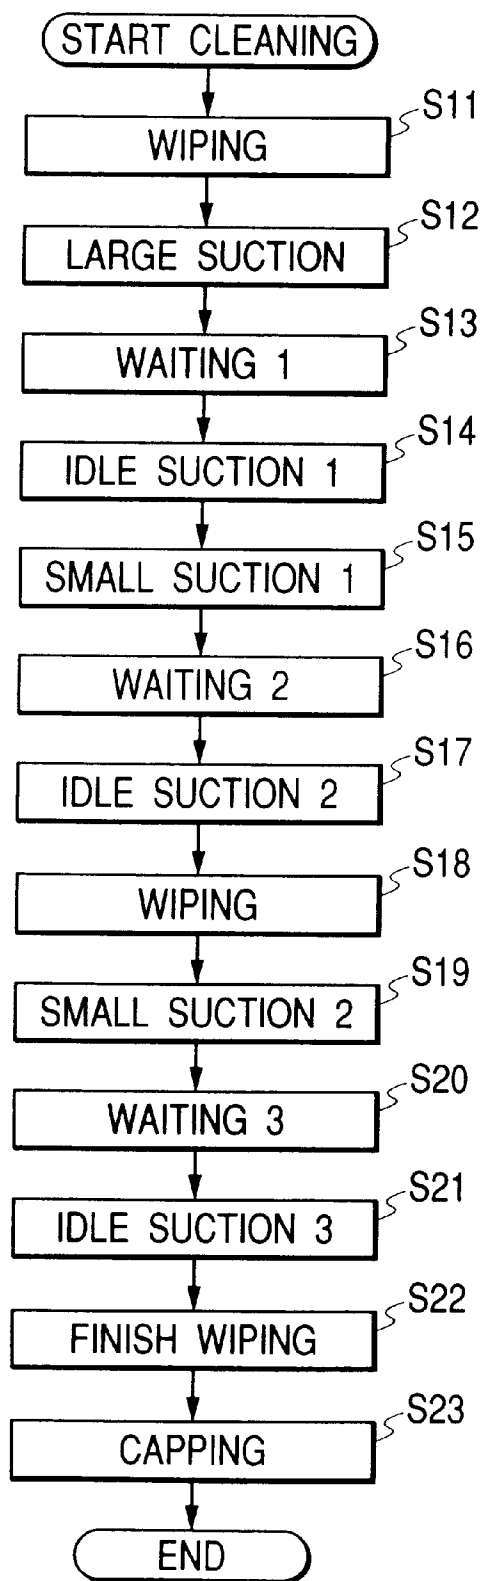 START CLEANING
S11
WIPING
S12
LARGE SUCTION
S13
WAITING 1
S14
IDLE SUCTION 1
S15
SMALL SUCTION 1
S16
WAITING 2
S17
IDLE SUCTION 2
S18
WIPING
S19
SMALL SUCTION 2
S20
WAITING 3
S21
IDLE SUCTION 3
S22
FINISH WIPING
S23
CAPPING
END